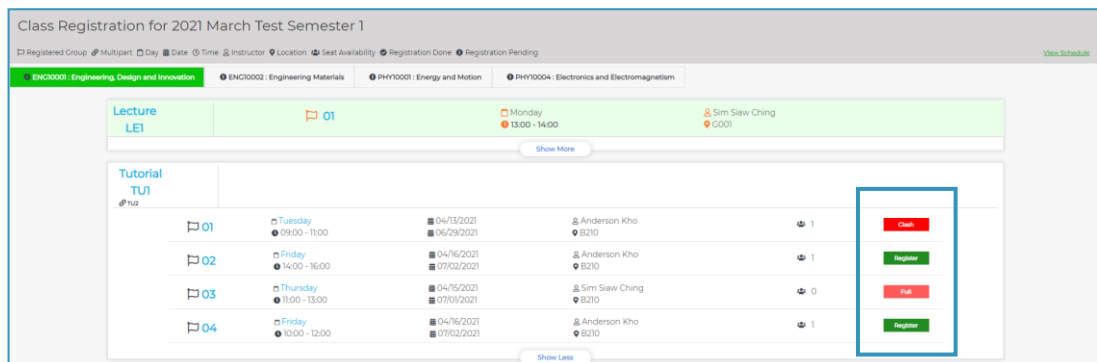 Class Registration for 2021 March Test Semester 1
Registered Group Multipart Day Date Time Instructor Location Seat Availability Registration Done Registration Pending
View Schedule
ENG10001 : Engineering, Design and Innovation ENG10002 : Engineering Materials PHY10001 : Energy and Motion PHY10004 : Electronics and Electromagnetism
Lecture 01 Monday Sim Siaw Ching
LE1 13:00 - 14:00 G001
Show More
Tutorial
TU1
TU2
01 Tuesday 04/13/2021 Anderson Kho 1 Clash
09:00 - 11:00 06/29/2021 B210
02 Friday 04/16/2021 Anderson Kho 1 Register
14:00 - 16:00 07/02/2021 B210
03 Thursday 04/15/2021 Sim Siaw Ching 0 Full
11:00 - 13:00 07/01/2021 B210
04 Friday 04/16/2021 Anderson Kho 1 Register
10:00 - 12:00 07/02/2021 B210
Show Less